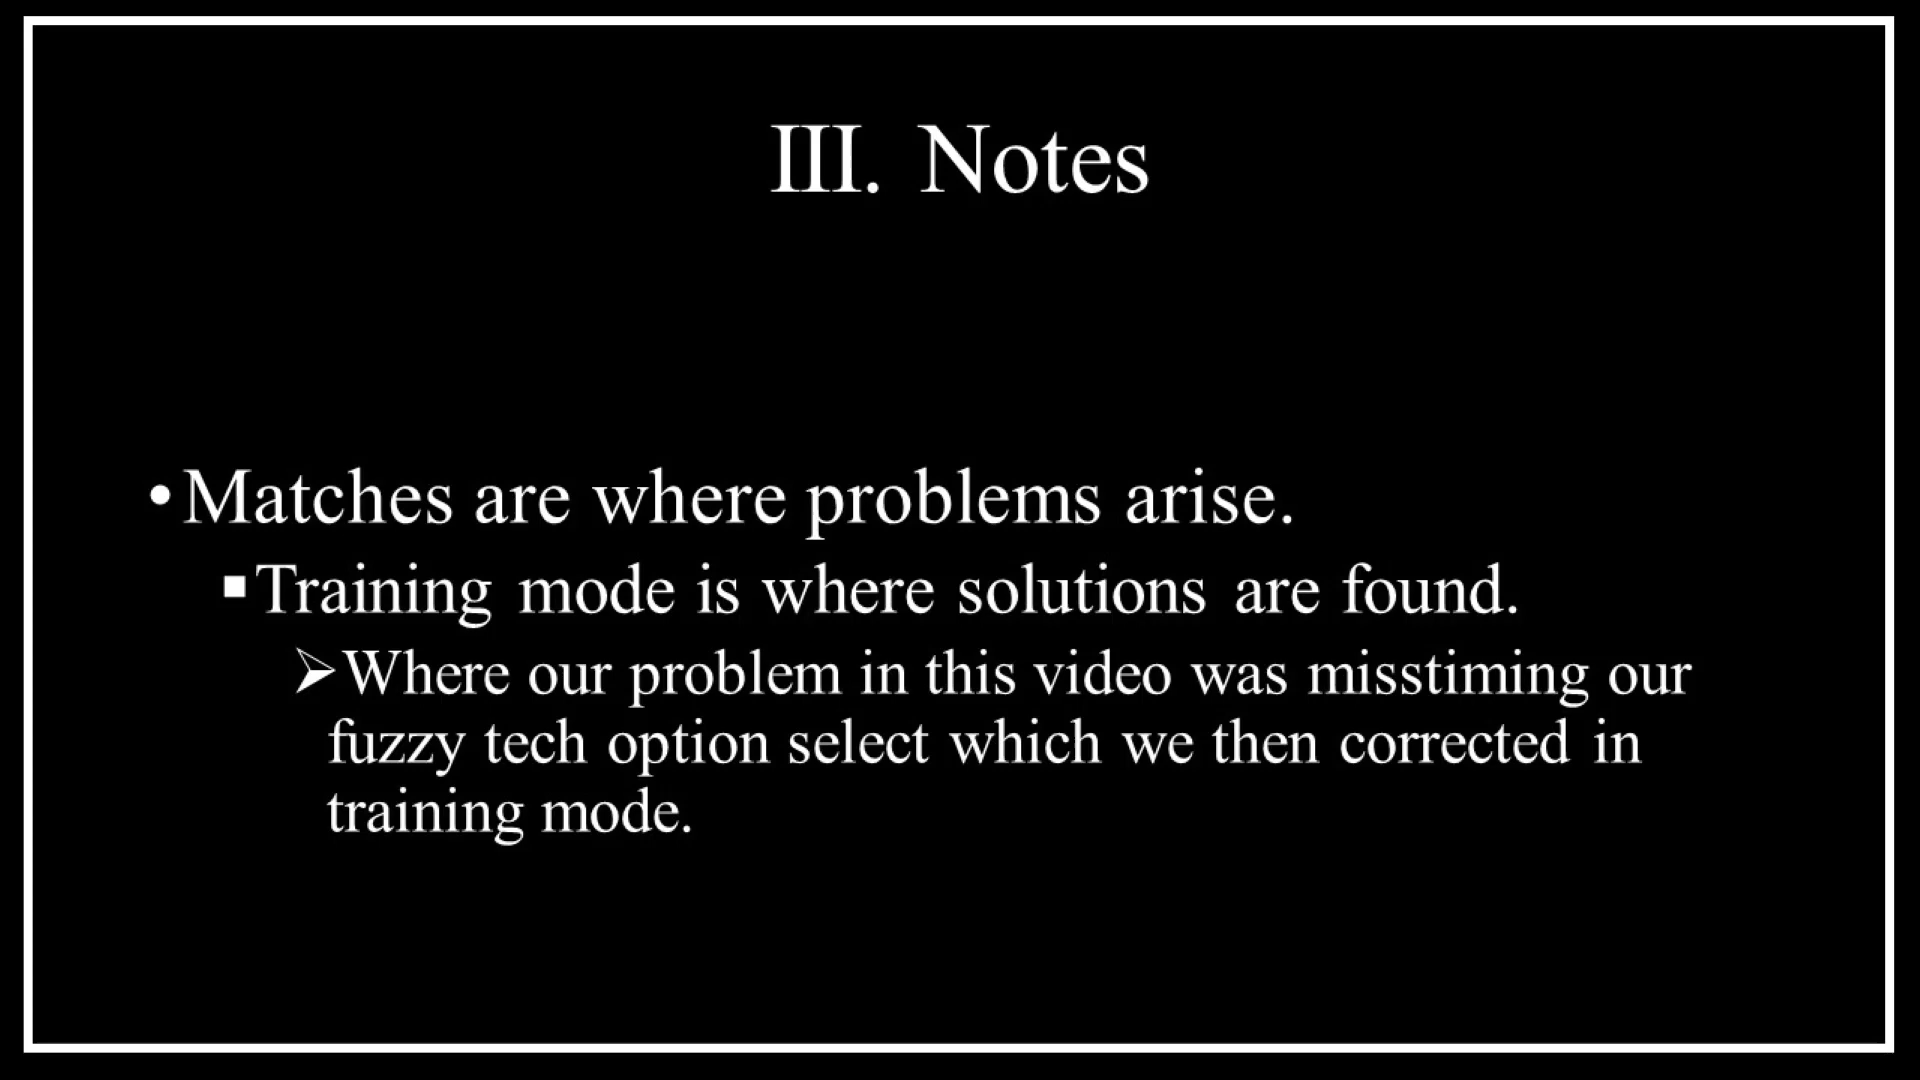 III. Notes
•Matches are where problems arise.
▪Training mode is where solutions are found.
➢Where our problem in this video was misstiming our
fuzzy tech option select which we then corrected in
training mode.